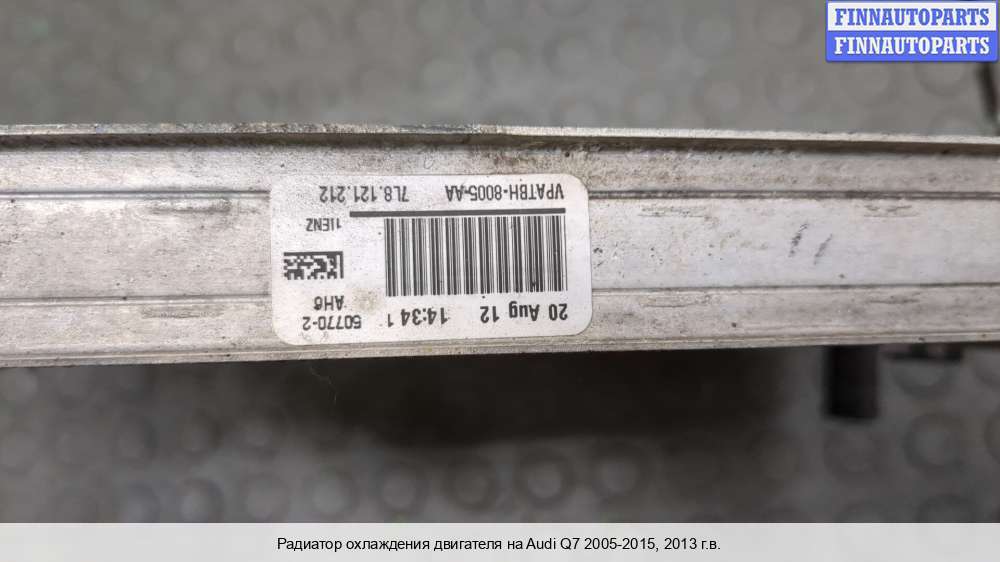 FINNAUTOPARTS
FINNAUTOPARTS
20 Aug 12 14:34 1 50770-2
AH6
11ENZ
VPATBH-8005-AA 7L8.121.212
Радиатор охлаждения двигателя на Audi Q7 2005-2015, 2013 г.в.